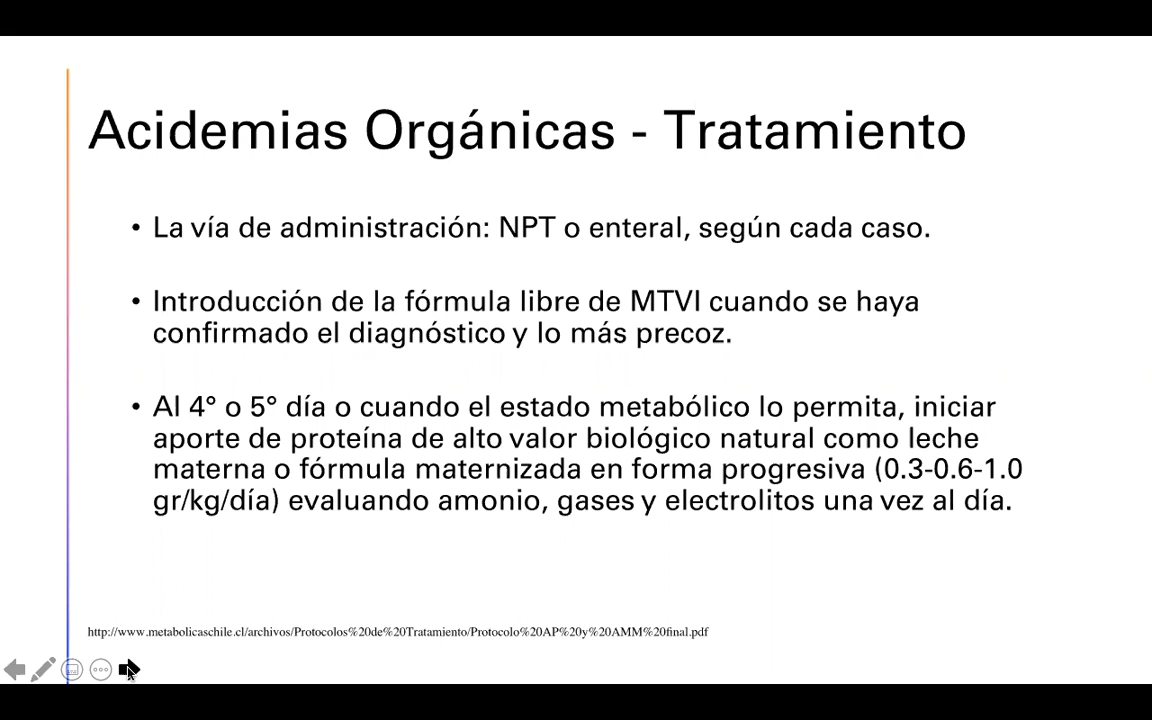 Acidemias Orgánicas - Tratamiento
• La vía de administración: NPT o enteral, según cada caso.
• Introducción de la fórmula libre de MTVI cuando se haya
confirmado el diagnóstico y lo más precoz.
• Al 4° o 5° día o cuando el estado metabólico lo permita, iniciar
aporte de proteína de alto valor biológico natural como leche
materna o fórmula maternizada en forma progresiva (0.3-0.6-1.0
gr/kg/día) evaluando amonio, gases y electrolitos una vez al día.
http://www.metabolicaschile.cl/archivos/Protocolos%20de%20Tratamiento/Protocolo%20AP%20y%20AMM%20final.pdf